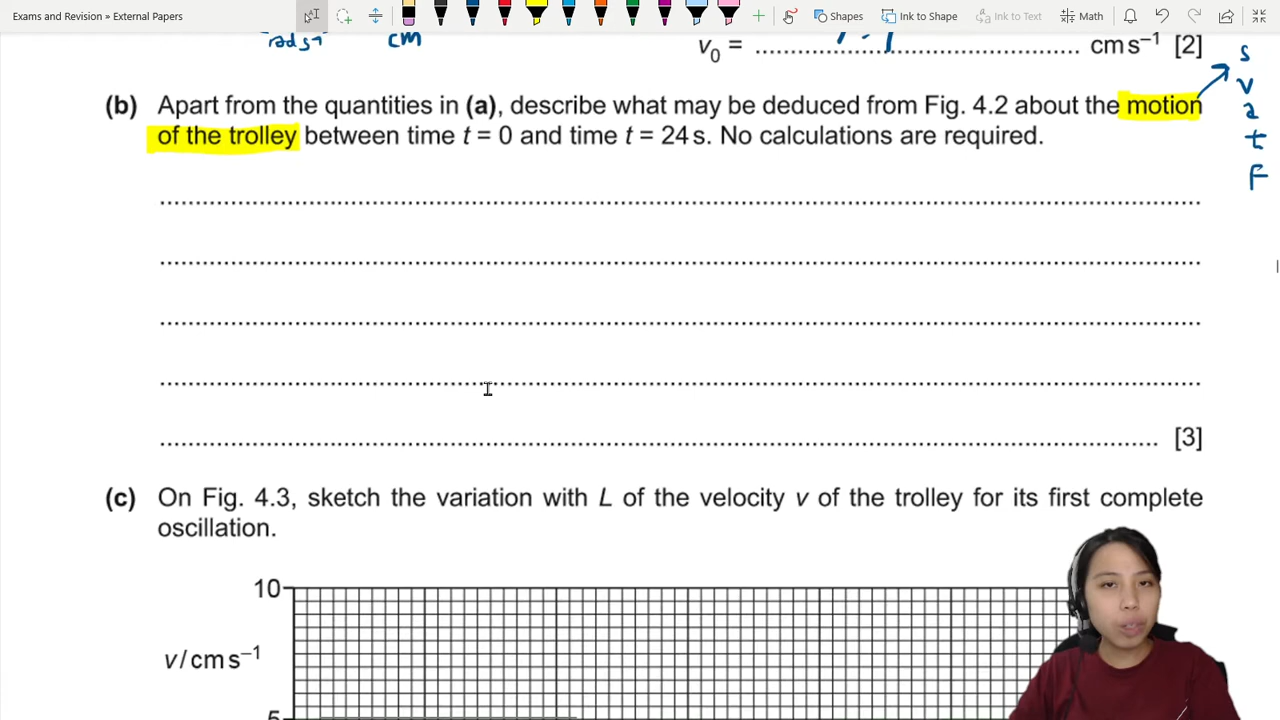 Exams and Revision » External Papers
Shapes
Ink to Shape
Ink to Text
Math
rad s⁻¹
cm
v₀ = ........................................ cm s⁻¹ [2]
s
v
a
t
F
(b) Apart from the quantities in (a), describe what may be deduced from Fig. 4.2 about the motion
of the trolley between time t = 0 and time t = 24 s. No calculations are required.
[3]
(c) On Fig. 4.3, sketch the variation with L of the velocity v of the trolley for its first complete
oscillation.
10
v / cm s⁻¹
5